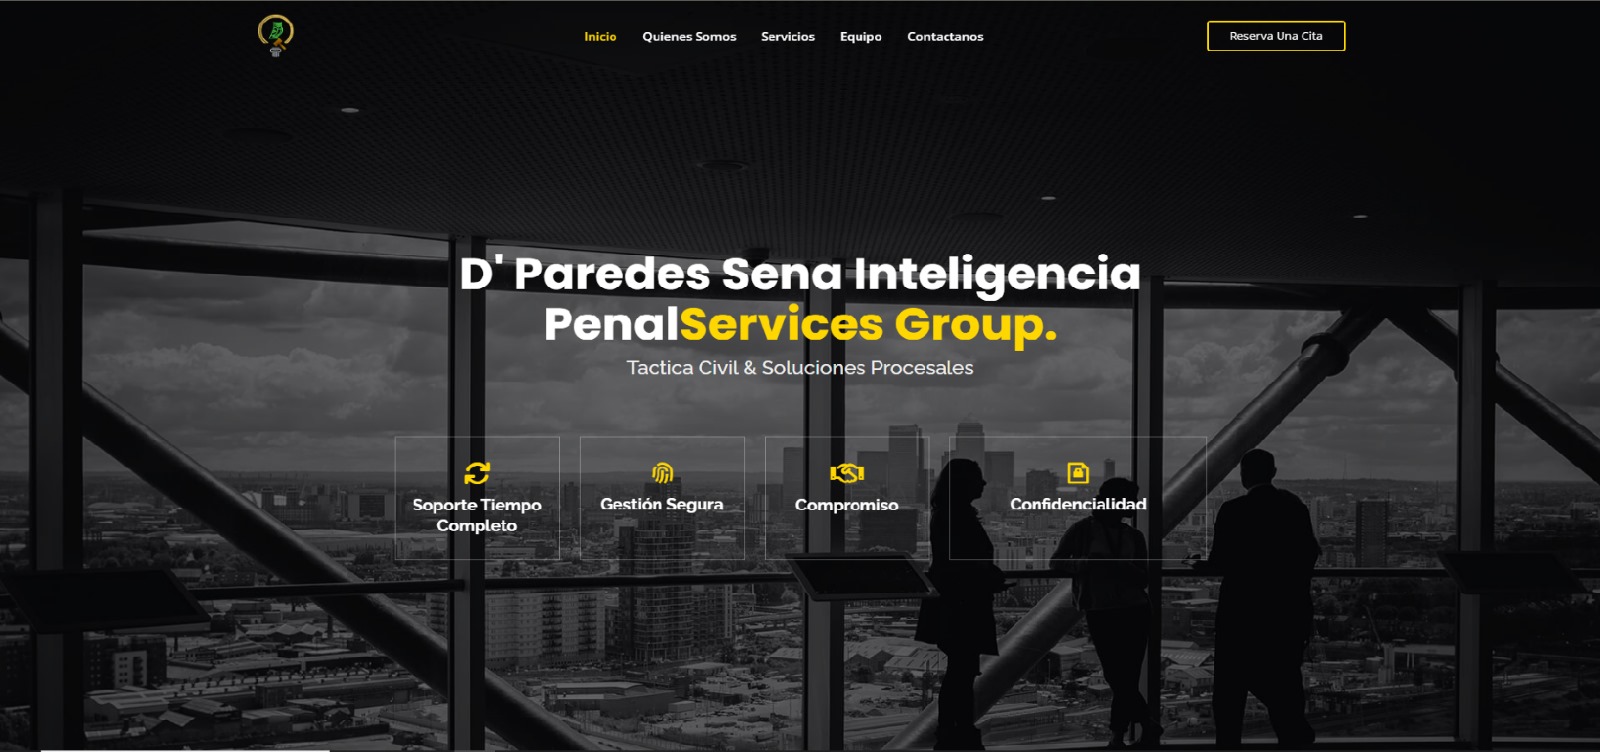 Inicio Quienes Somos Servicios Equipo Contactanos Reserva Una Cita
D' Paredes Sena Inteligencia
PenalServices Group.
Tactica Civil & Soluciones Procesales
Soporte Tiempo
Completo
Gestión Segura
Compromiso
Confidencialidad